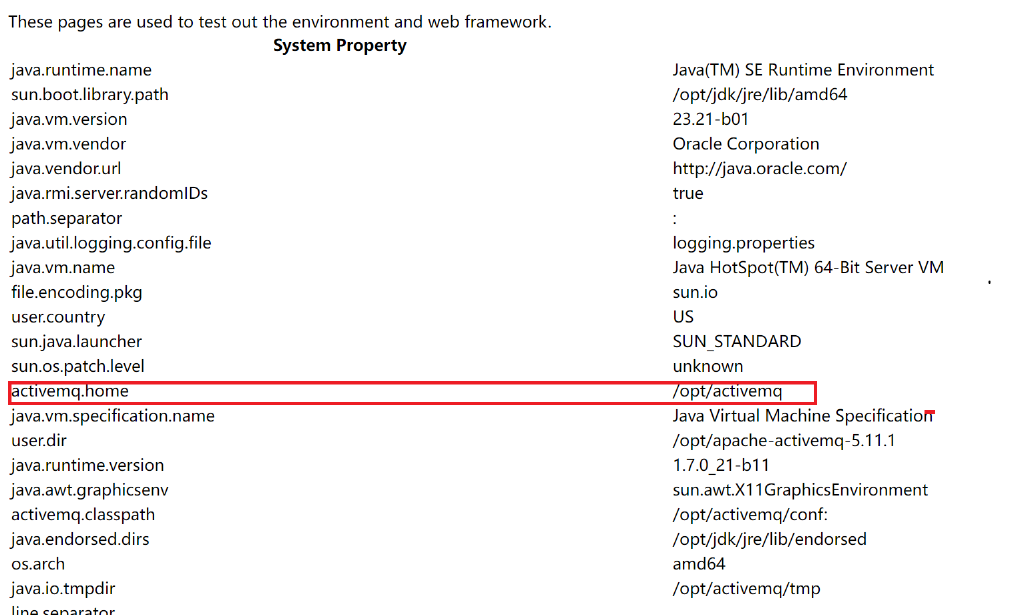 These pages are used to test out the environment and web framework.
System Property
java.runtime.name Java(TM) SE Runtime Environment
sun.boot.library.path /opt/jdk/jre/lib/amd64
java.vm.version 23.21-b01
java.vm.vendor Oracle Corporation
java.vendor.url http://java.oracle.com/
java.rmi.server.randomIDs true
path.separator :
java.util.logging.config.file logging.properties
java.vm.name Java HotSpot(TM) 64-Bit Server VM
file.encoding.pkg sun.io
user.country US
sun.java.launcher SUN_STANDARD
sun.os.patch.level unknown
activemq.home /opt/activemq
java.vm.specification.name Java Virtual Machine Specification
user.dir /opt/apache-activemq-5.11.1
java.runtime.version 1.7.0_21-b11
java.awt.graphicsenv sun.awt.X11GraphicsEnvironment
activemq.classpath /opt/activemq/conf:
java.endorsed.dirs /opt/jdk/jre/lib/endorsed
os.arch amd64
java.io.tmpdir /opt/activemq/tmp
line.separator